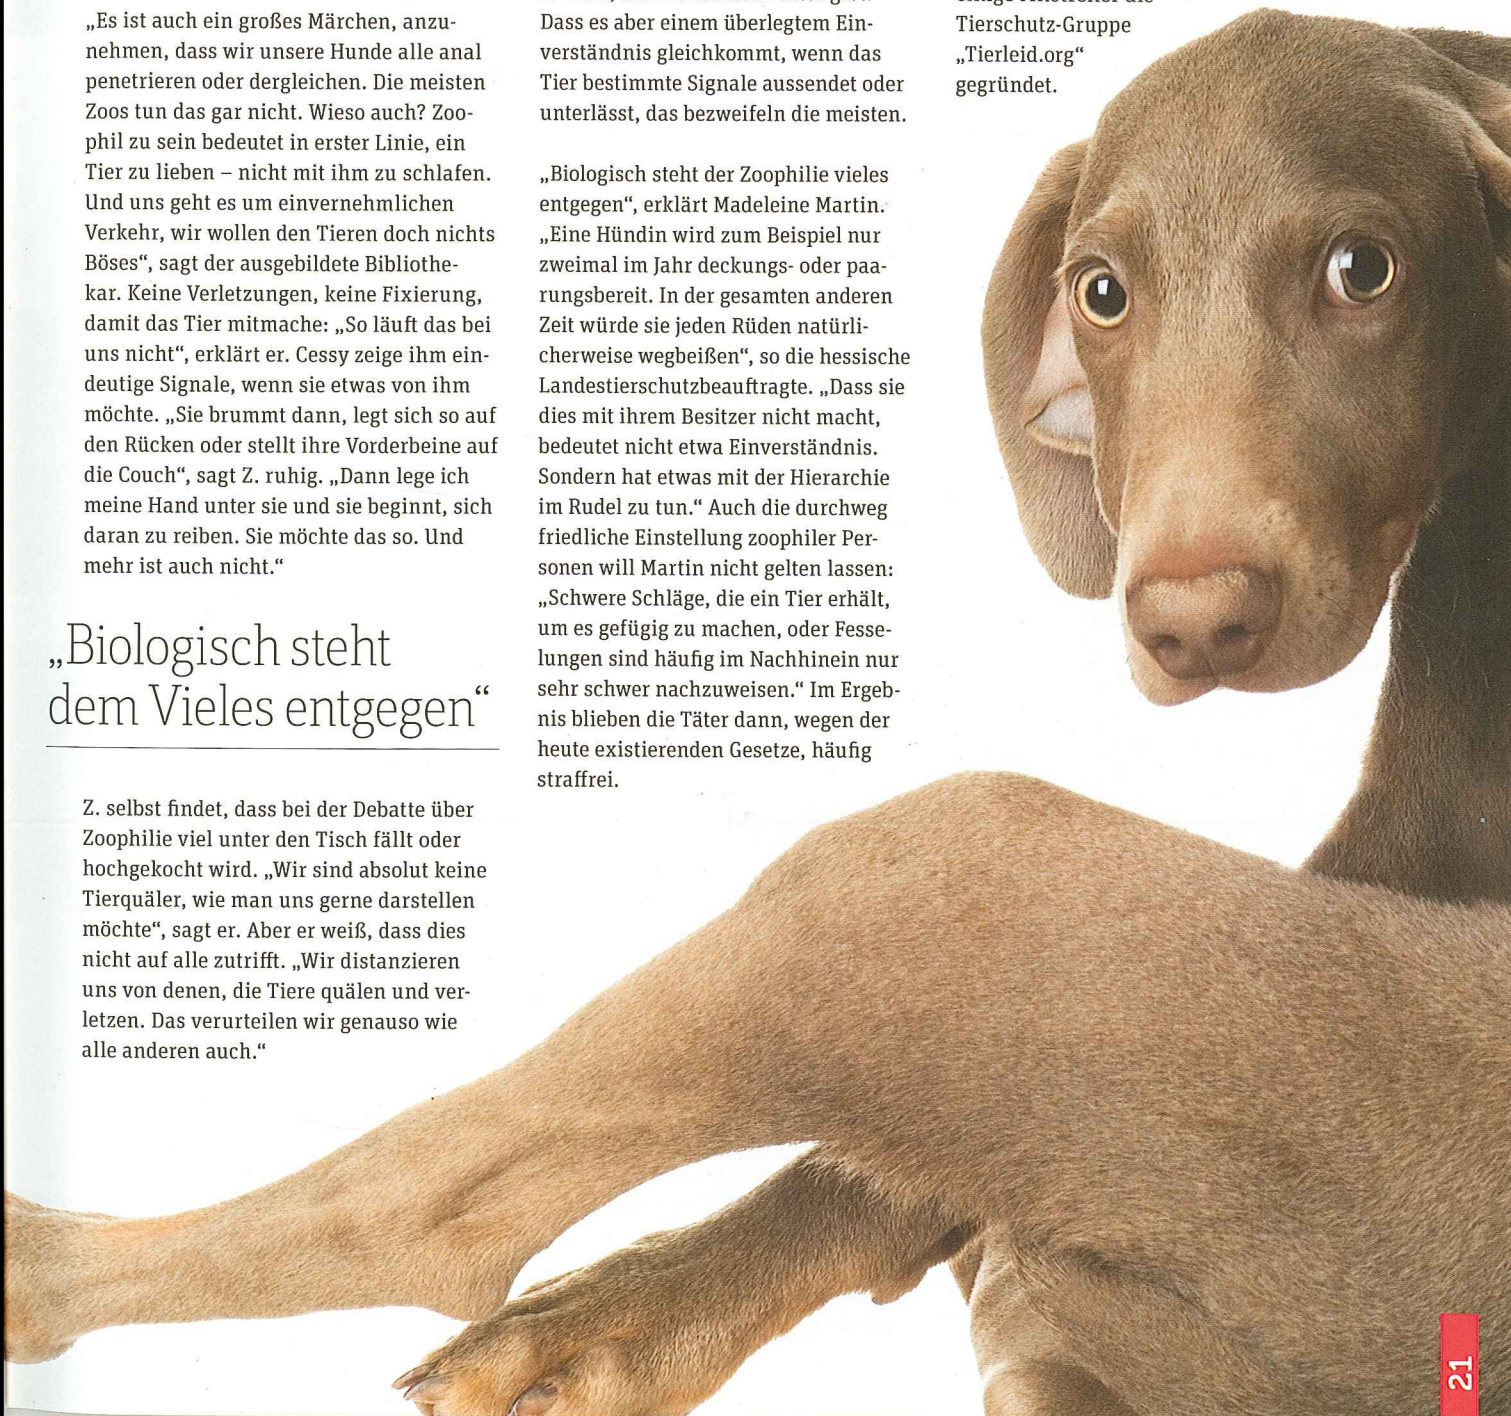 „Es ist auch ein großes Märchen, anzu-
nehmen, dass wir unsere Hunde alle anal
penetrieren oder dergleichen. Die meisten
Zoos tun das gar nicht. Wieso auch? Zoo-
phil zu sein bedeutet in erster Linie, ein
Tier zu lieben – nicht mit ihm zu schlafen.
Und uns geht es um einvernehmlichen
Verkehr, wir wollen den Tieren doch nichts
Böses“, sagt der ausgebildete Bibliothe-
kar. Keine Verletzungen, keine Fixierung,
damit das Tier mitmache: „So läuft das bei
uns nicht“, erklärt er. Cessy zeige ihm ein-
deutige Signale, wenn sie etwas von ihm
möchte. „Sie brummt dann, legt sich so auf
den Rücken oder stellt ihre Vorderbeine auf
die Couch“, sagt Z. ruhig. „Dann lege ich
meine Hand unter sie und sie beginnt, sich
daran zu reiben. Sie möchte das so. Und
mehr ist auch nicht.“
„Biologisch steht
dem Vieles entgegen“
Z. selbst findet, dass bei der Debatte über
Zoophilie viel unter den Tisch fällt oder
hochgekocht wird. „Wir sind absolut keine
Tierquäler, wie man uns gerne darstellen
möchte“, sagt er. Aber er weiß, dass dies
nicht auf alle zutrifft. „Wir distanzieren
uns von denen, die Tiere quälen und ver-
letzen. Das verurteilen wir genauso wie
alle anderen auch.“
Dass es aber einem überlegtem Ein-
verständnis gleichkommt, wenn das
Tier bestimmte Signale aussendet oder
unterlässt, das bezweifeln die meisten.
„Biologisch steht der Zoophilie vieles
entgegen“, erklärt Madeleine Martin.
„Eine Hündin wird zum Beispiel nur
zweimal im Jahr deckungs- oder paa-
rungsbereit. In der gesamten anderen
Zeit würde sie jeden Rüden natürli-
cherweise wegbeißen“, so die hessische
Landestierschutzbeauftragte. „Dass sie
dies mit ihrem Besitzer nicht macht,
bedeutet nicht etwa Einverständnis.
Sondern hat etwas mit der Hierarchie
im Rudel zu tun.“ Auch die durchweg
friedliche Einstellung zoophiler Per-
sonen will Martin nicht gelten lassen:
„Schwere Schläge, die ein Tier erhält,
um es gefügig zu machen, oder Fesse-
lungen sind häufig im Nachhinein nur
sehr schwer nachzuweisen.“ Im Ergeb-
nis blieben die Täter dann, wegen der
heute existierenden Gesetze, häufig
straffrei.
Tierschutz-Gruppe
„Tierleid.org“
gegründet.
21